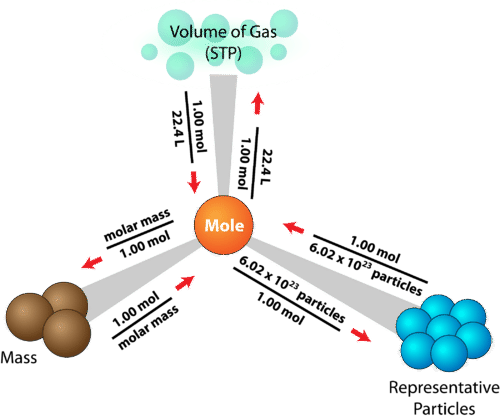 Volume of Gas
(STP)
1.00 mol
22.4 L
22.4 L
1.00 mol
Mole
molar mass
1.00 mol
1.00 mol
molar mass
1.00 mol
6.02 x 10²³ particles
6.02 x 10²³ particles
1.00 mol
Mass
Representative
Particles